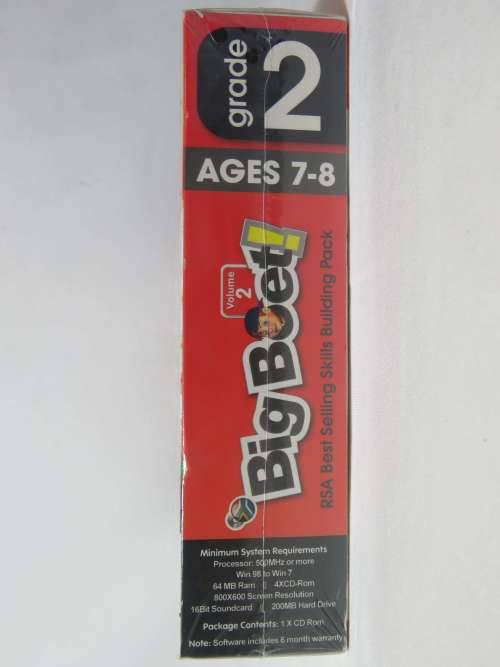 grade 2
AGES 7-8
Volume 2
Big Boet!
RSA Best Selling Skills Building Pack
Minimum System Requirements
Processor: 500MHz or more
Win 98 to Win 7
64 MB Ram | 4XCD-Rom
800X600 Screen Resolution
16Bit Soundcard | 200MB Hard Drive
Package Contents: 1 X CD Rom
Note: Software includes 6 month warranty